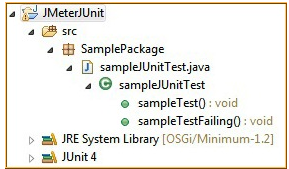 JMeterJUnit
src
SamplePackage
sampleJUnitTest.java
sampleJUnitTest
sampleTest() : void
sampleTestFailing() : void
JRE System Library [OSGi/Minimum-1.2]
JUnit 4